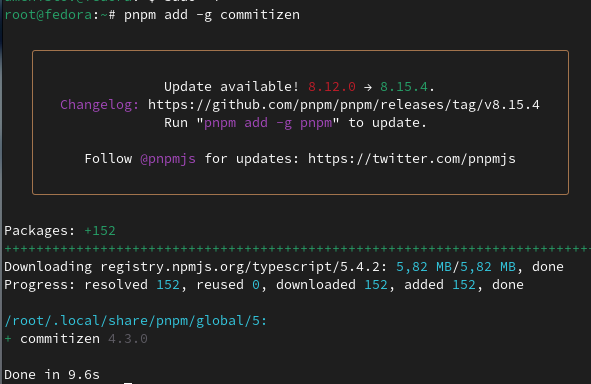 root@fedora:~# pnpm add -g commitizen
Update available! 8.12.0 → 8.15.4.
Changelog: https://github.com/pnpm/pnpm/releases/tag/v8.15.4
Run "pnpm add -g pnpm" to update.
Follow @pnpmjs for updates: https://twitter.com/pnpmjs
Packages: +152
++++++++++++++++++++++++++++++++++++++++++++++++++++++++++++++++++++++++++
Downloading registry.npmjs.org/typescript/5.4.2: 5,82 MB/5,82 MB, done
Progress: resolved 152, reused 0, downloaded 152, added 152, done
/root/.local/share/pnpm/global/5:
+ commitizen 4.3.0
Done in 9.6s